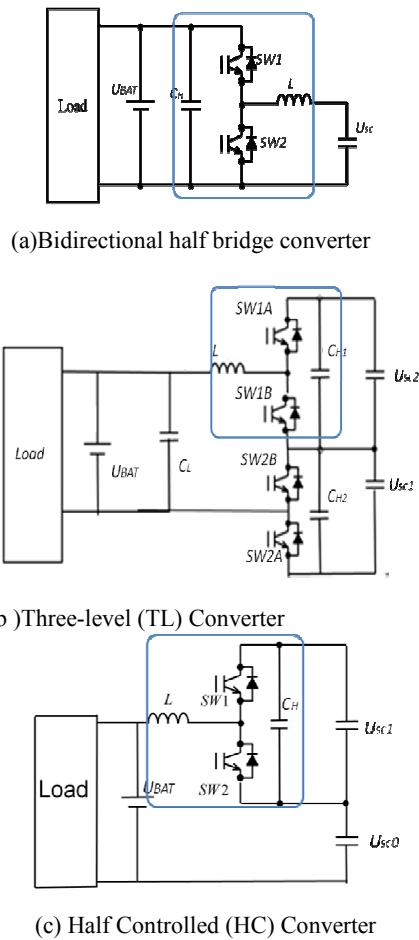 SW1
L
Load
UBAT
CH
Usc
SW2
(a)Bidirectional half bridge converter
SW1A
L
CH1
Usc2
SW1B
Load
UBAT
CL
SW2B
CH2
Usc1
SW2A
b )Three-level (TL) Converter
L
SW1
CH
Usc1
Load
UBAT
SW2
Usc0
(c) Half Controlled (HC) Converter